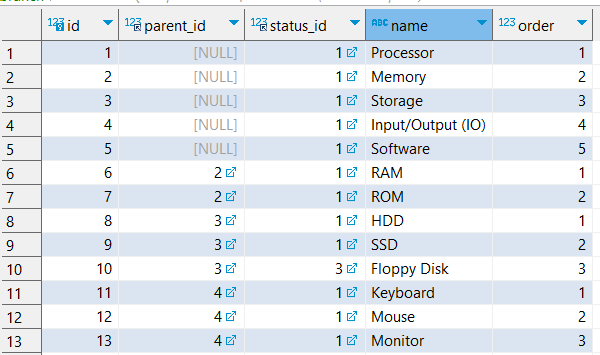 id parent_id status_id name order
1 1 [NULL] 1 Processor 1
2 2 [NULL] 1 Memory 2
3 3 [NULL] 1 Storage 3
4 4 [NULL] 1 Input/Output (IO) 4
5 5 [NULL] 1 Software 5
6 6 2 1 RAM 1
7 7 2 1 ROM 2
8 8 3 1 HDD 1
9 9 3 1 SSD 2
10 10 3 3 Floppy Disk 3
11 11 4 1 Keyboard 1
12 12 4 1 Mouse 2
13 13 4 1 Monitor 3